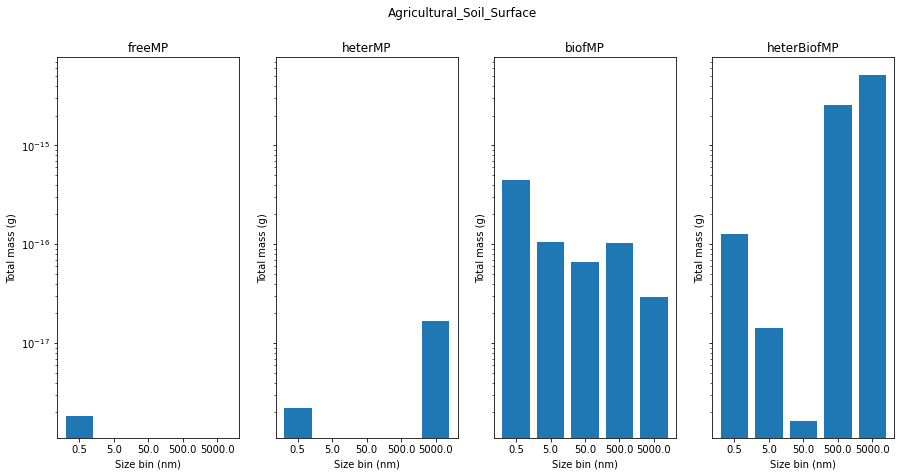 Agricultural_Soil_Surface
freeMP
heterMP
biofMP
heterBiofMP
Total mass (g)
10⁻¹⁵
10⁻¹⁶
10⁻¹⁷
0.5 5.0 50.0 500.0 5000.0
Size bin (nm)
Total mass (g)
0.5 5.0 50.0 500.0 5000.0
Size bin (nm)
Total mass (g)
0.5 5.0 50.0 500.0 5000.0
Size bin (nm)
Total mass (g)
0.5 5.0 50.0 500.0 5000.0
Size bin (nm)